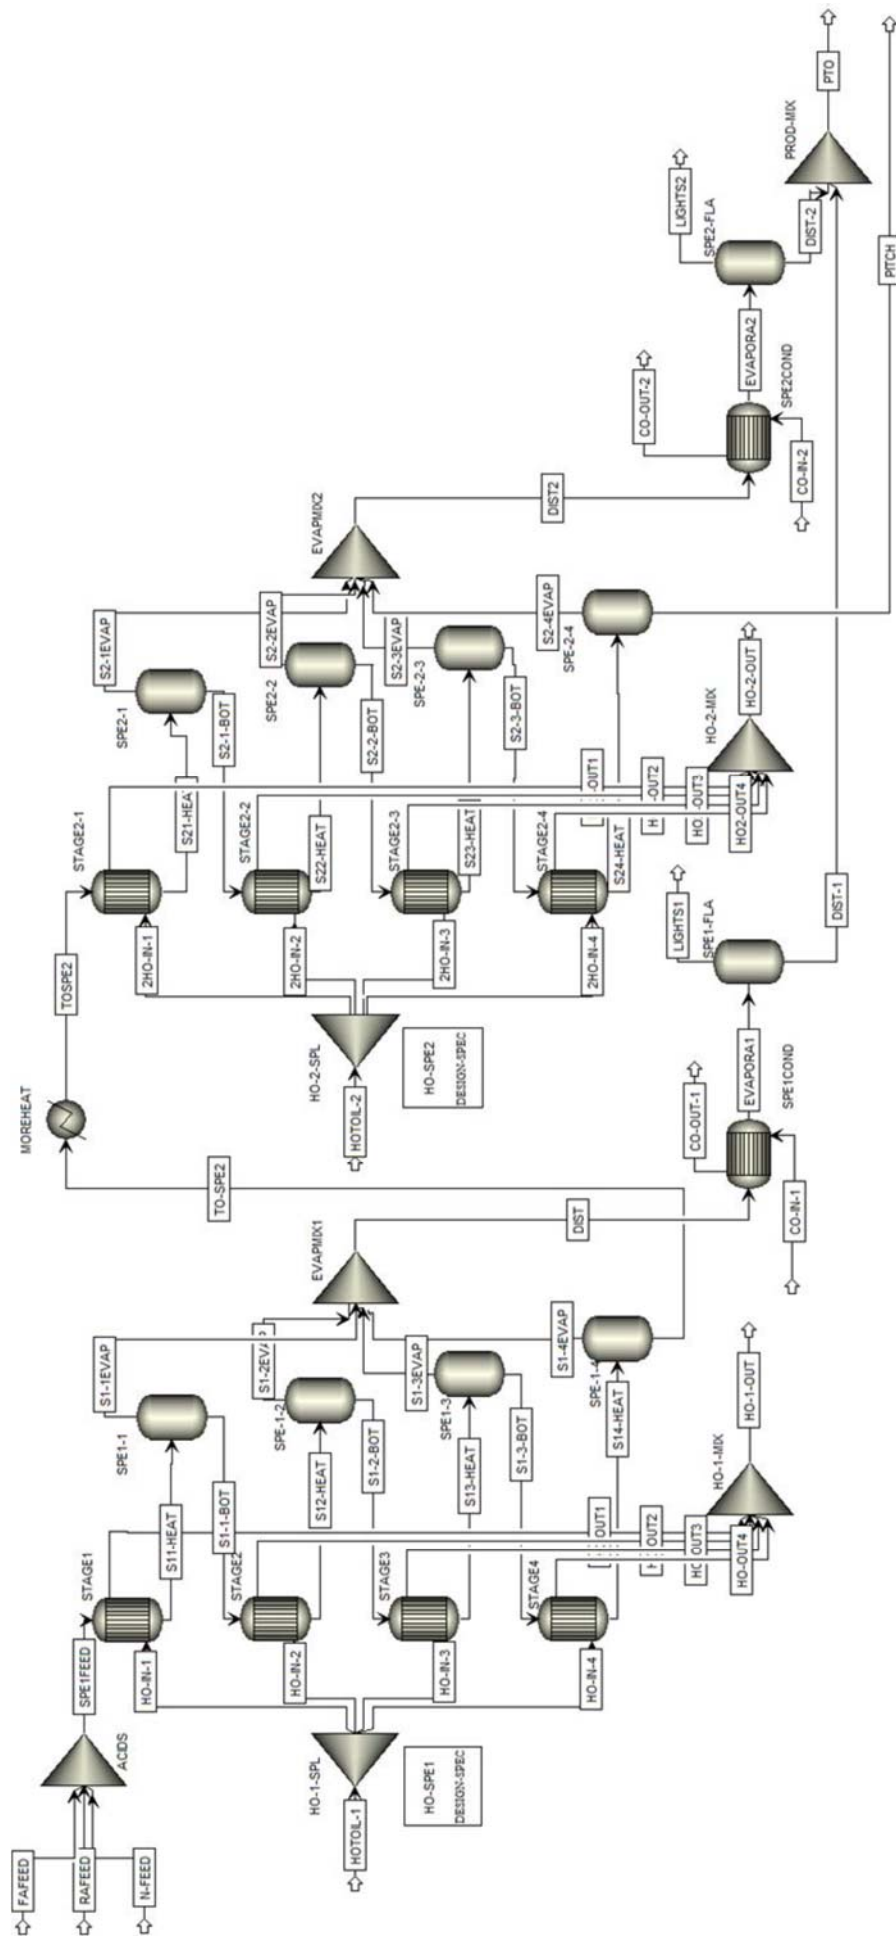 FAFEED
RAFEED
N-FEED
ACIDS
SPE1FEED
STAGE1
HO-IN-1
S11-HEAT
SPE1-1
S1-1EVAP
S1-1-BOT
STAGE2
HO-IN-2
S12-HEAT
SPE-1-2
S1-2EVAP
S1-2-BOT
STAGE3
HO-IN-3
S13-HEAT
SPE1-3
S1-3EVAP
S1-3-BOT
STAGE4
HO-IN-4
S14-HEAT
SPE-1-4
S1-4EVAP
HOTOIL-1
HO-1-SPL
HO-SPE1
DESIGN-SPEC
OUT1
OUT2
OUT3
HO-OUT4
HO-1-MIX
HO-1-OUT
EVAPMIX1
DIST
CO-IN-1
CO-OUT-1
SPE1COND
EVAPORA1
SPE1-FLA
LIGHTS1
DIST-1
TO-SPE2
MOREHEAT
TOSPE2
STAGE2-1
2HO-IN-1
S21-HEAT
SPE2-1
S2-1EVAP
S2-1-BOT
STAGE2-2
2HO-IN-2
S22-HEAT
SPE2-2
S2-2EVAP
S2-2-BOT
STAGE2-3
2HO-IN-3
S23-HEAT
SPE-2-3
S2-3EVAP
S2-3-BOT
STAGE2-4
2HO-IN-4
S24-HEAT
SPE-2-4
S2-4EVAP
HOTOIL-2
HO-2-SPL
HO-SPE2
DESIGN-SPEC
-OUT1
-OUT2
-OUT3
HO2-OUT4
HO-2-MIX
HO-2-OUT
EVAPMIX2
DIST2
CO-IN-2
CO-OUT-2
SPE2COND
EVAPORA2
SPE2-FLA
LIGHTS2
DIST-2
PROD-MIX
PTO
PITCH